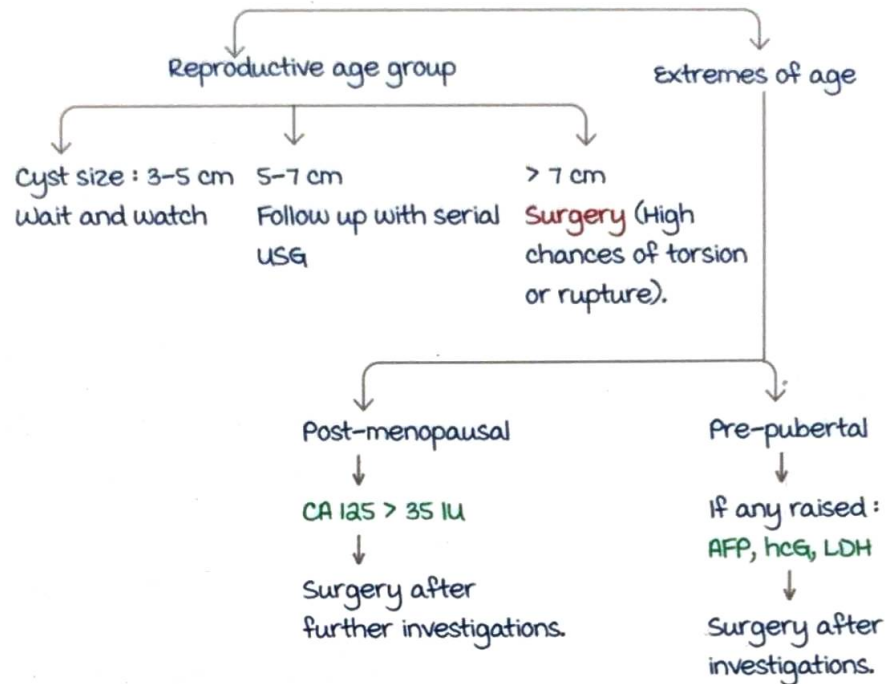 Reproductive age group
Extremes of age
Cyst size : 3-5 cm
Wait and watch
5-7 cm
Follow up with serial
USG
> 7 cm
Surgery (High
chances of torsion
or rupture).
Post-menopausal
CA 125 > 35 IU
Surgery after
further investigations.
Pre-pubertal
If any raised :
AFP, hcG, LDH
Surgery after
investigations.